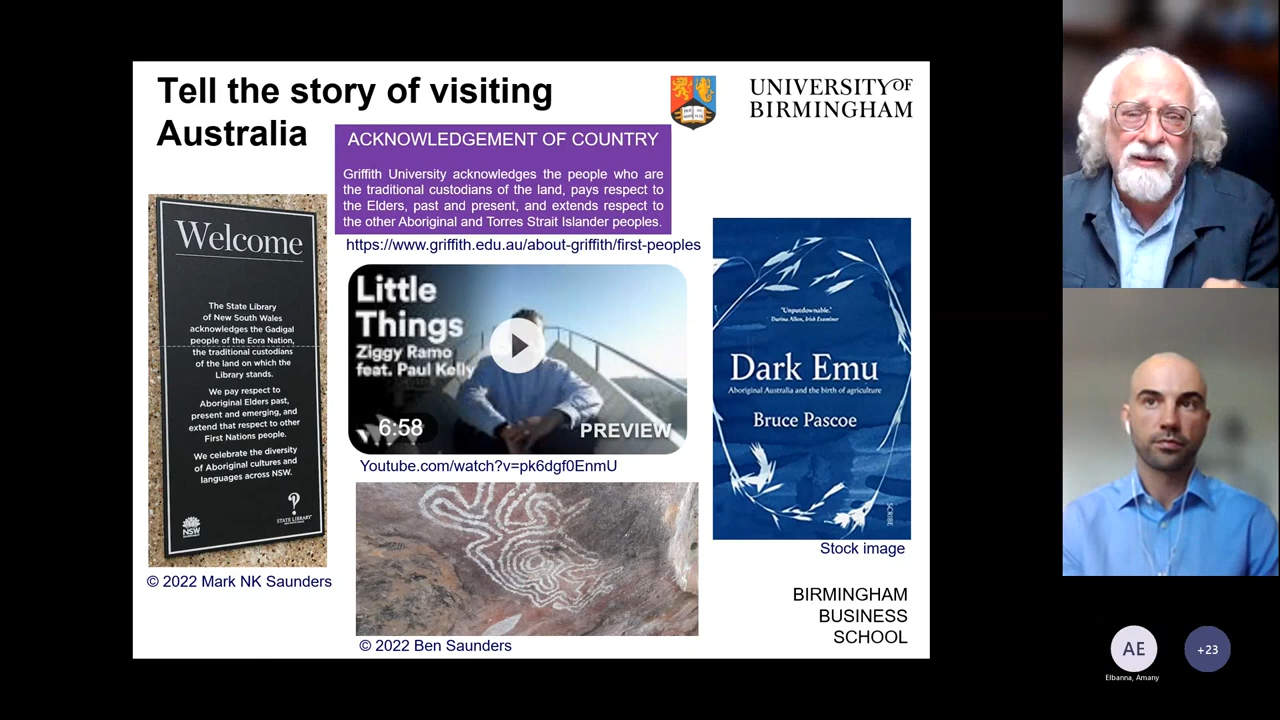 Tell the story of visiting
Australia
UNIVERSITY OF
BIRMINGHAM
ACKNOWLEDGEMENT OF COUNTRY
Griffith University acknowledges the people who are
the traditional custodians of the land, pays respect to
the Elders, past and present, and extends respect to
the other Aboriginal and Torres Strait Islander peoples.
https://www.griffith.edu.au/about-griffith/first-peoples
Welcome
The State Library
of New South Wales
acknowledges the Gadigal
people of the Eora Nation,
the traditional custodians
of the land on which the
Library stands.
We pay respect to
Aboriginal Elders past,
present and emerging, and
extend that respect to other
First Nations people.
We celebrate the diversity
of Aboriginal cultures and
languages across NSW.
NSW
STATE LIBRARY
© 2022 Mark NK Saunders
Little
Things
Ziggy Ramo
feat. Paul Kelly
6:58
PREVIEW
Youtube.com/watch?v=pk6dgf0EnmU
© 2022 Ben Saunders
"Unputdownable."
Darina Allen, Irish Examiner
Dark Emu
Aboriginal Australia and the birth of agriculture
Bruce Pascoe
SCRIBE
Stock image
BIRMINGHAM
BUSINESS
SCHOOL
AE
+23
Elbanna, Amany